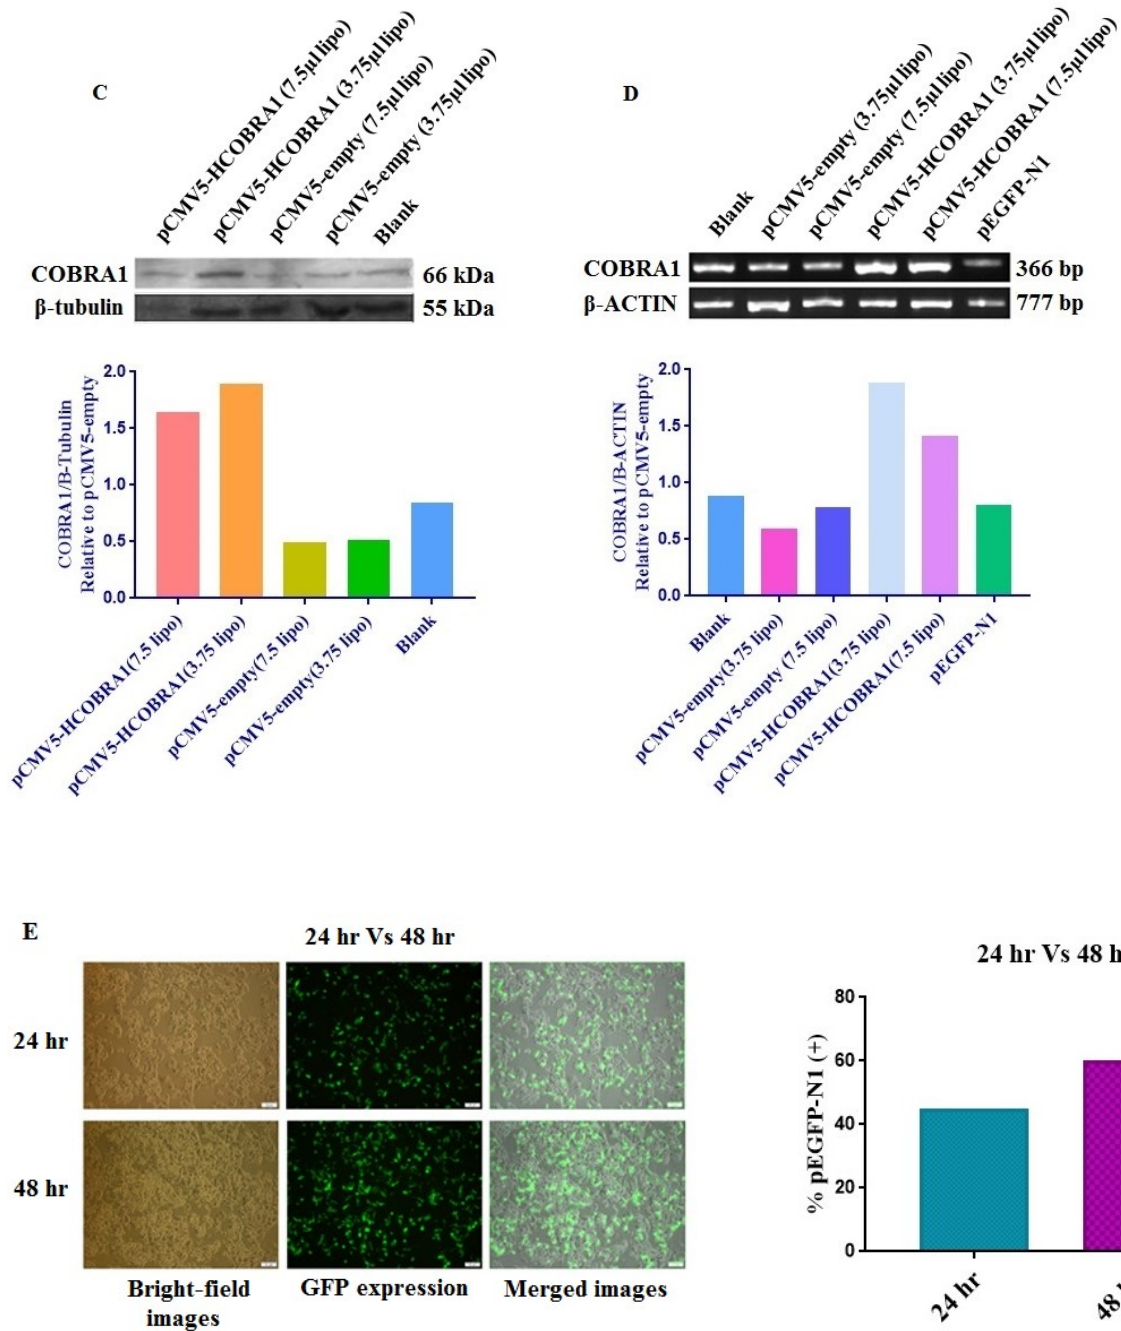 C
pCMV5-HCOBRA1 (7.5µl lipo)
pCMV5-HCOBRA1 (3.75µl lipo)
pCMV5-empty (7.5µl lipo)
pCMV5-empty (3.75µl lipo)
Blank
COBRA1
66 kDa
β-tubulin
55 kDa
COBRA1/B-Tubulin
Relative to pCMV5-empty
2.0
1.5
1.0
0.5
0.0
pCMV5-HCOBRA1(7.5 lipo)
pCMV5-HCOBRA1(3.75 lipo)
pCMV5-empty(7.5 lipo)
pCMV5-empty(3.75 lipo)
Blank
D
Blank
pCMV5-empty (3.75µl lipo)
pCMV5-empty (7.5µl lipo)
pCMV5-HCOBRA1 (3.75µl lipo)
pCMV5-HCOBRA1 (7.5µl lipo)
pEGFP-N1
COBRA1
366 bp
β-ACTIN
777 bp
COBRA1/B-ACTIN
Relative to pCMV5-empty
2.0
1.5
1.0
0.5
0.0
Blank
pCMV5-empty(3.75 lipo)
pCMV5-empty (7.5 lipo)
pCMV5-HCOBRA1(3.75 lipo)
pCMV5-HCOBRA1(7.5 lipo)
pEGFP-N1
E
24 hr Vs 48 hr
24 hr
48 hr
Bright-field
images
GFP expression
Merged images
24 hr Vs 48 h
% pEGFP-N1 (+)
80
60
40
20
0
24 hr
48